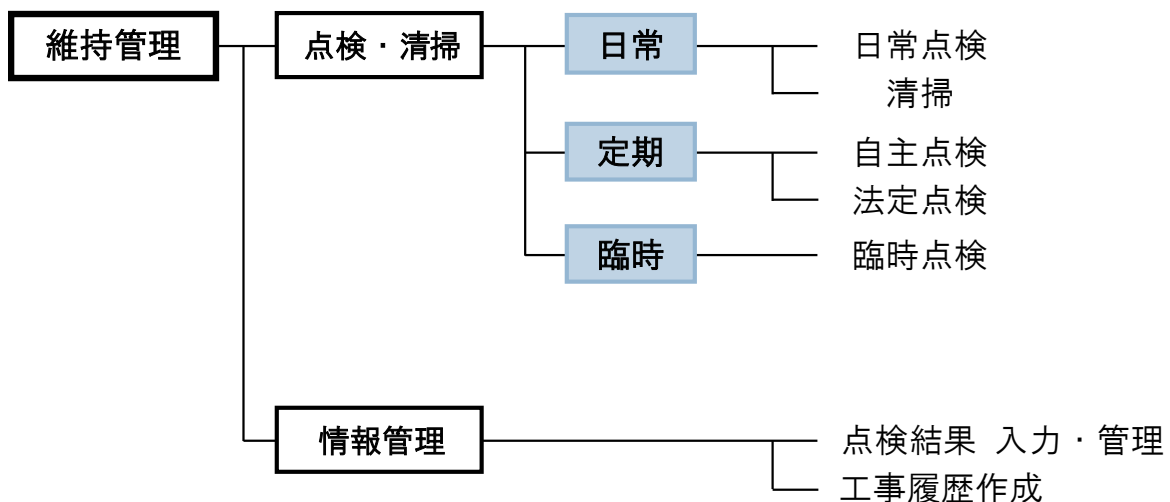 維持管理
点検・清掃
日常
日常点検
清掃
定期
自主点検
法定点検
臨時
臨時点検
情報管理
点検結果 入力・管理
工事履歴作成